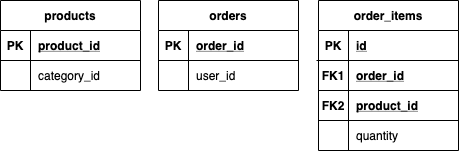 products
PK product_id
category_id
orders
PK order_id
user_id
order_items
PK id
FK1 order_id
FK2 product_id
quantity